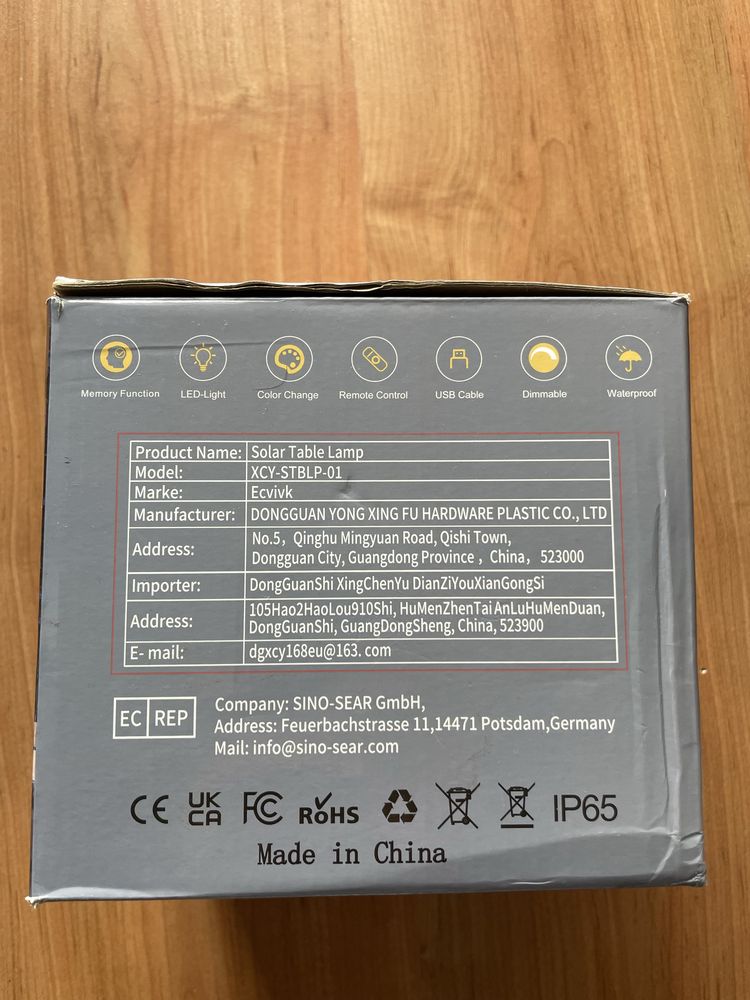 Memory Function LED-Light Color Change Remote Control USB Cable Dimmable Waterproof
Product Name: Solar Table Lamp
Model: XCY-STBLP-01
Marke: Ecvivk
Manufacturer: DONGGUAN YONG XING FU HARDWARE PLASTIC CO., LTD
Address: No.5, Qinghu Mingyuan Road, Qishi Town,
Dongguan City, Guangdong Province , China, 523000
Importer: DongGuanShi XingChenYu DianZiYouXianGongSi
Address: 105Hao2HaoLou910Shi, HuMenZhenTaiAnLuHuMenDuan,
DongGuanShi, GuangDongSheng, China, 523900
E- mail: dgxcy168eu@163. com
EC REP
Company: SINO-SEAR GmbH,
Address: Feuerbachstrasse 11,14471 Potsdam,Germany
Mail: info@sino-sear.com
CE UK CA FC RoHS IP65
Made in China